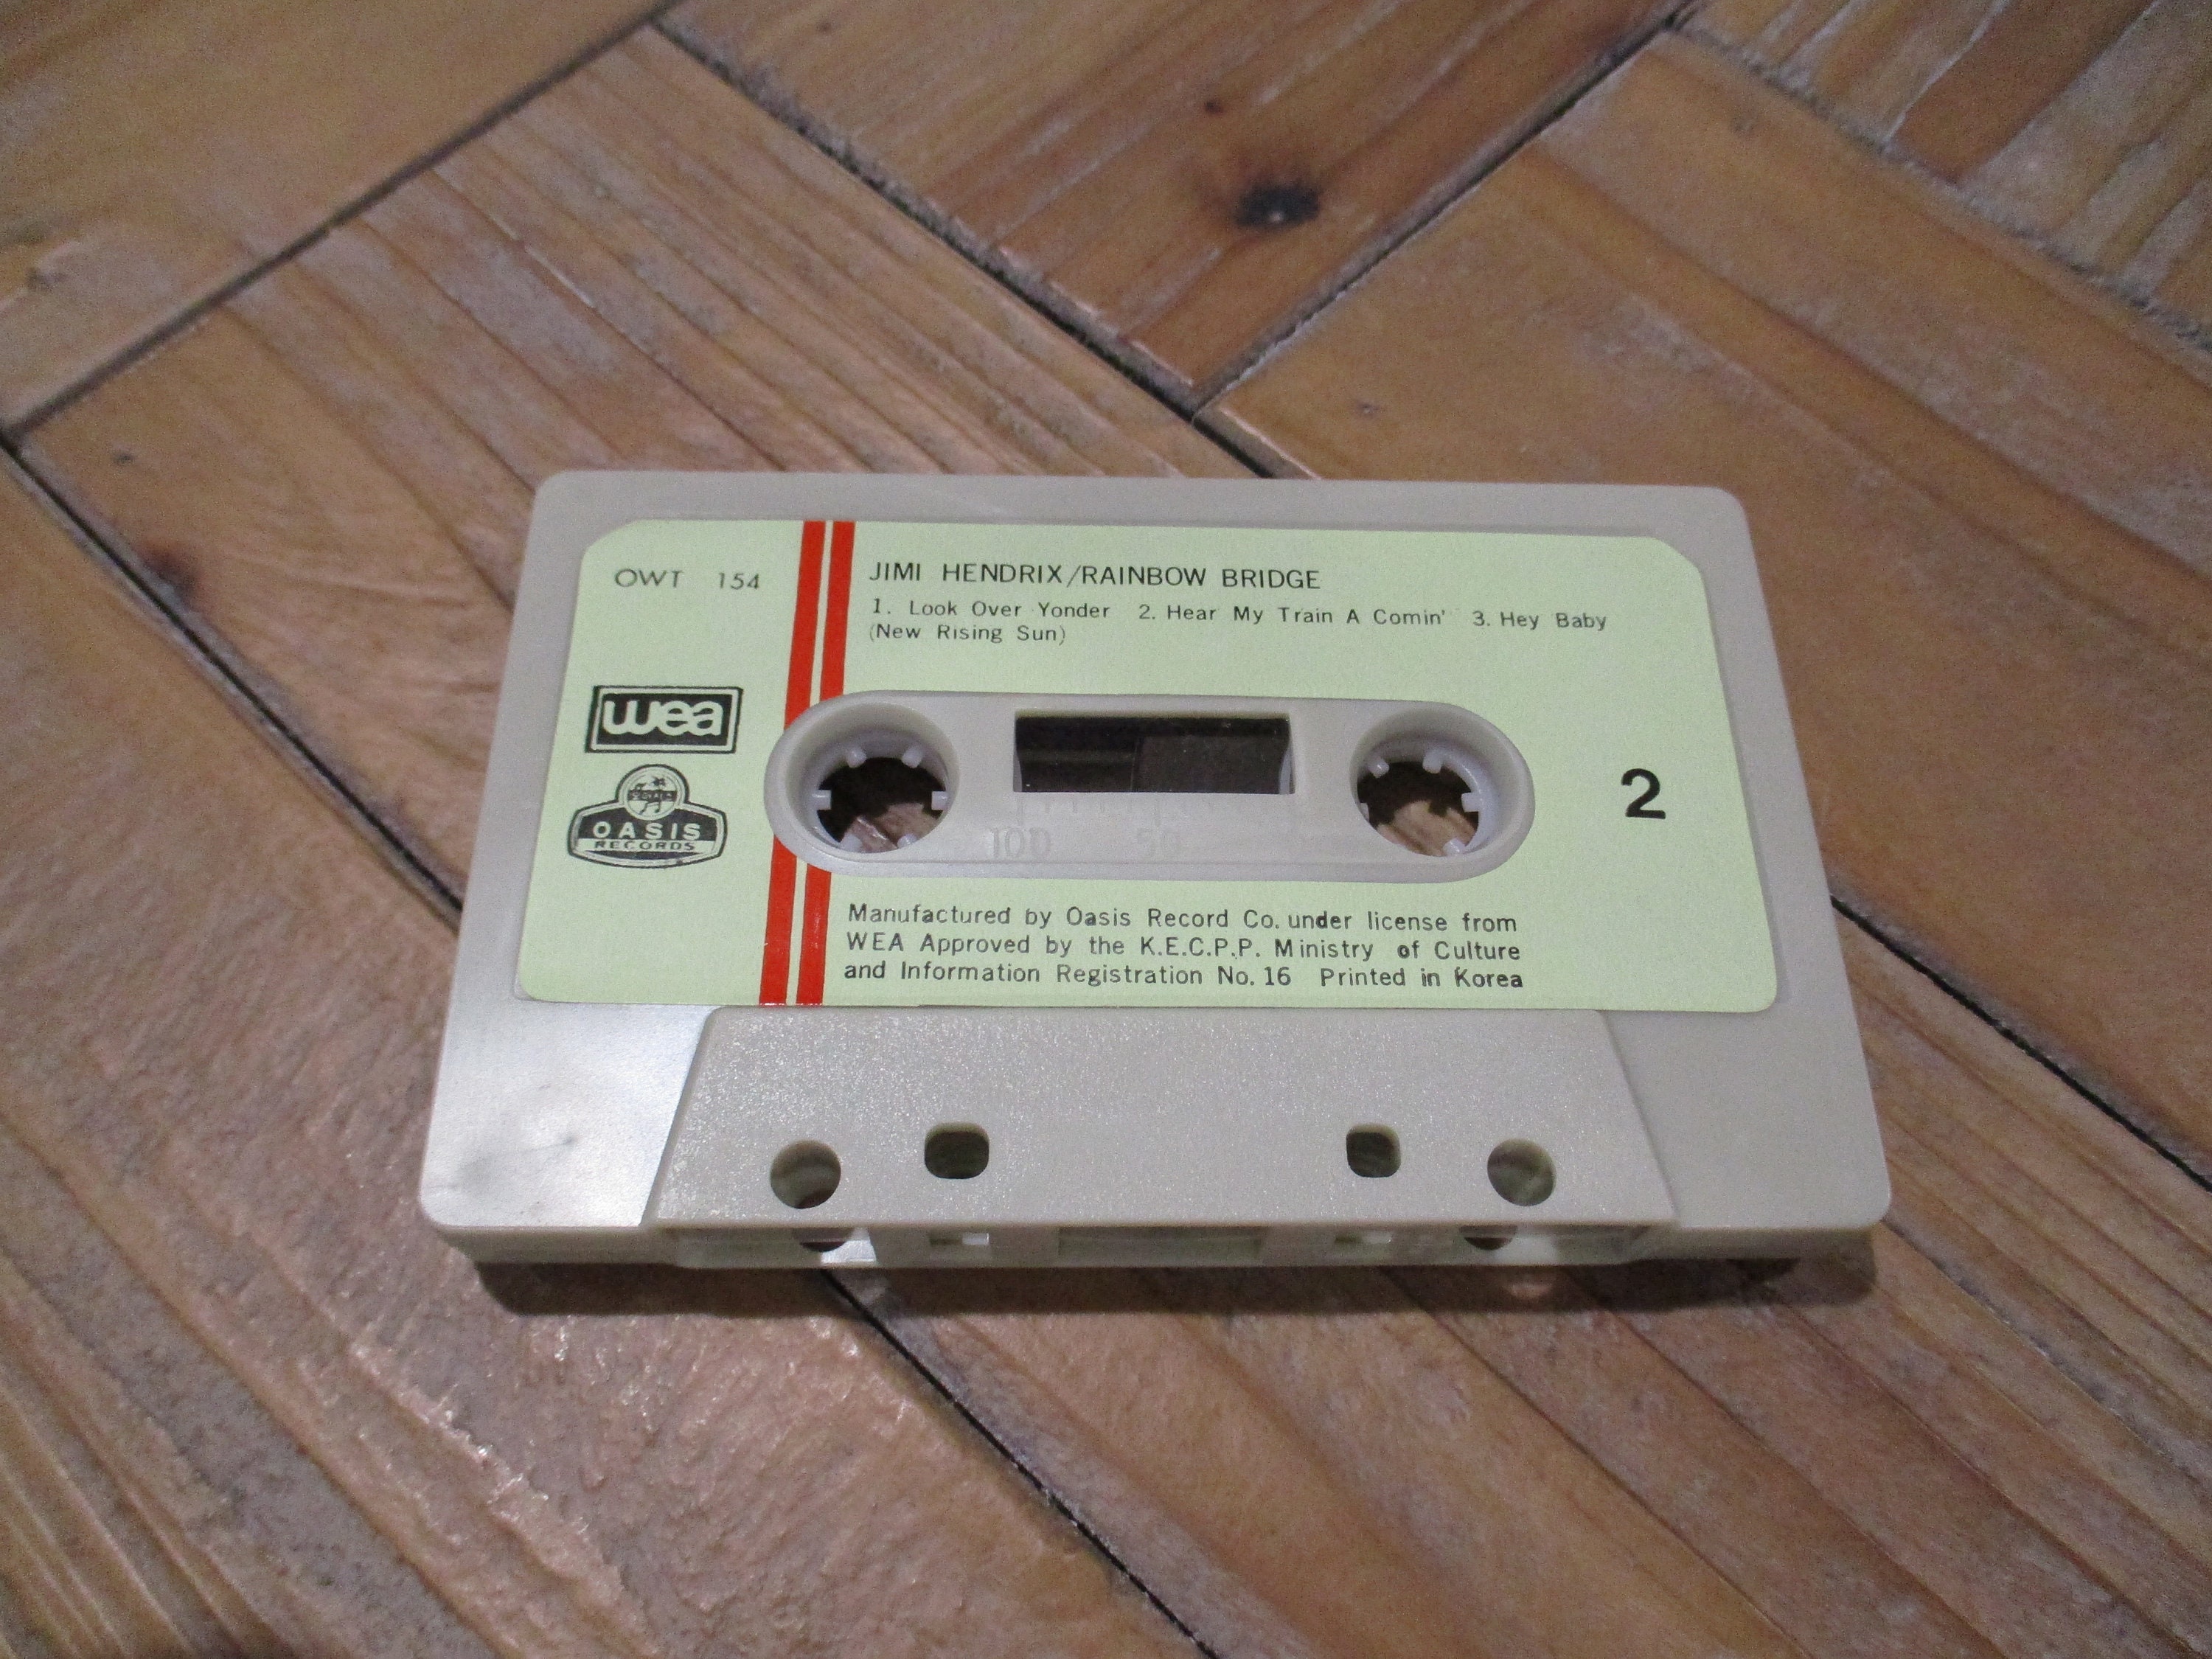 OWT 154
JIMI HENDRIX/RAINBOW BRIDGE
1. Look Over Yonder 2. Hear My Train A Comin' 3. Hey Baby
(New Rising Sun)
wea
OASIS
RECORDS
100 50
2
Manufactured by Oasis Record Co. under license from
WEA Approved by the K.E.C.P.P. Ministry of Culture
and Information Registration No. 16 Printed in Korea